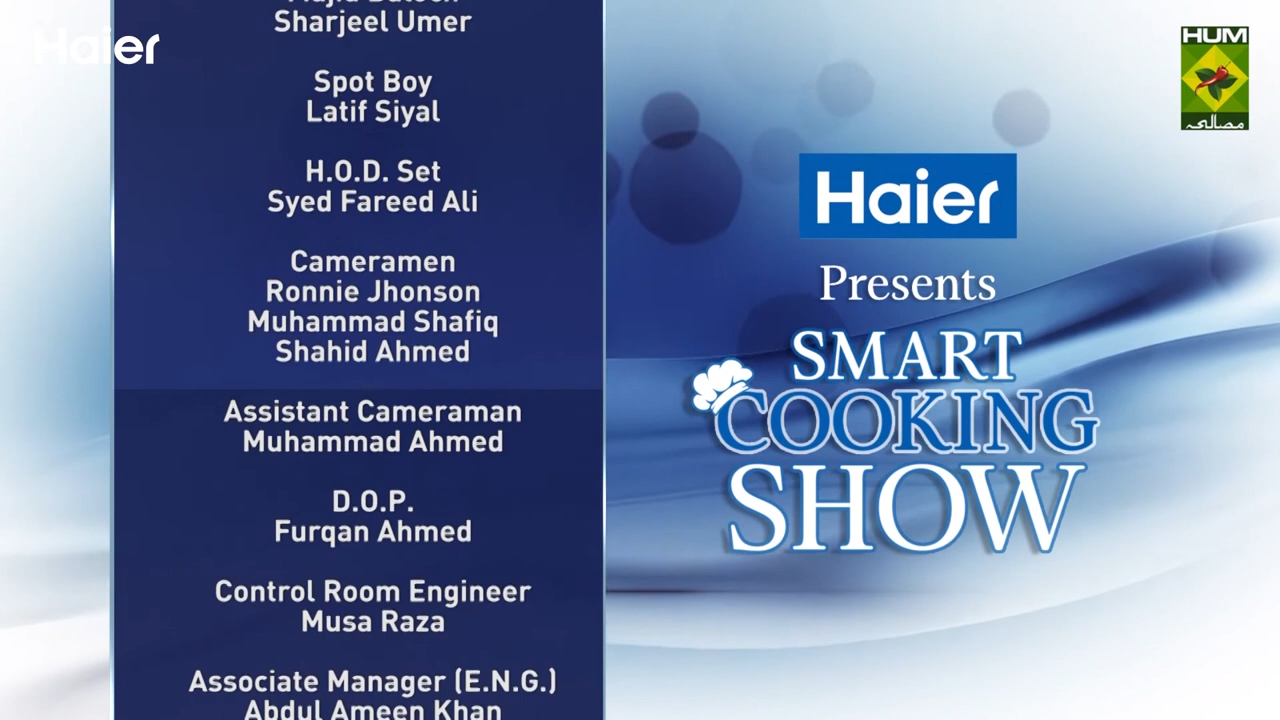 Haier
Sharjeel Umer
Spot Boy
Latif Siyal
H.O.D. Set
Syed Fareed Ali
Cameramen
Ronnie Jhonson
Muhammad Shafiq
Shahid Ahmed
Assistant Cameraman
Muhammad Ahmed
D.O.P.
Furqan Ahmed
Control Room Engineer
Musa Raza
Associate Manager (E.N.G.)
Abdul Ameen Khan
HUM
مصالحہ
Haier
Presents
SMART
COOKING
SHOW